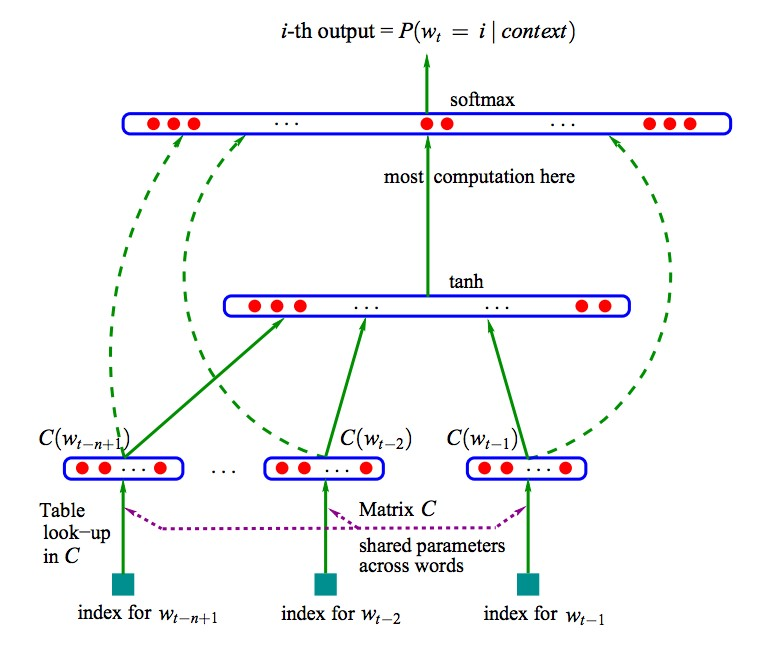 i-th output = P(w_t = i | context)
softmax
... ...
most computation here
tanh
... ...
C(w_{t−n+1}) C(w_{t−2}) C(w_{t−1})
... ... ... ...
Table look−up in C
Matrix C
shared parameters
across words
index for w_{t−n+1} index for w_{t−2} index for w_{t−1}